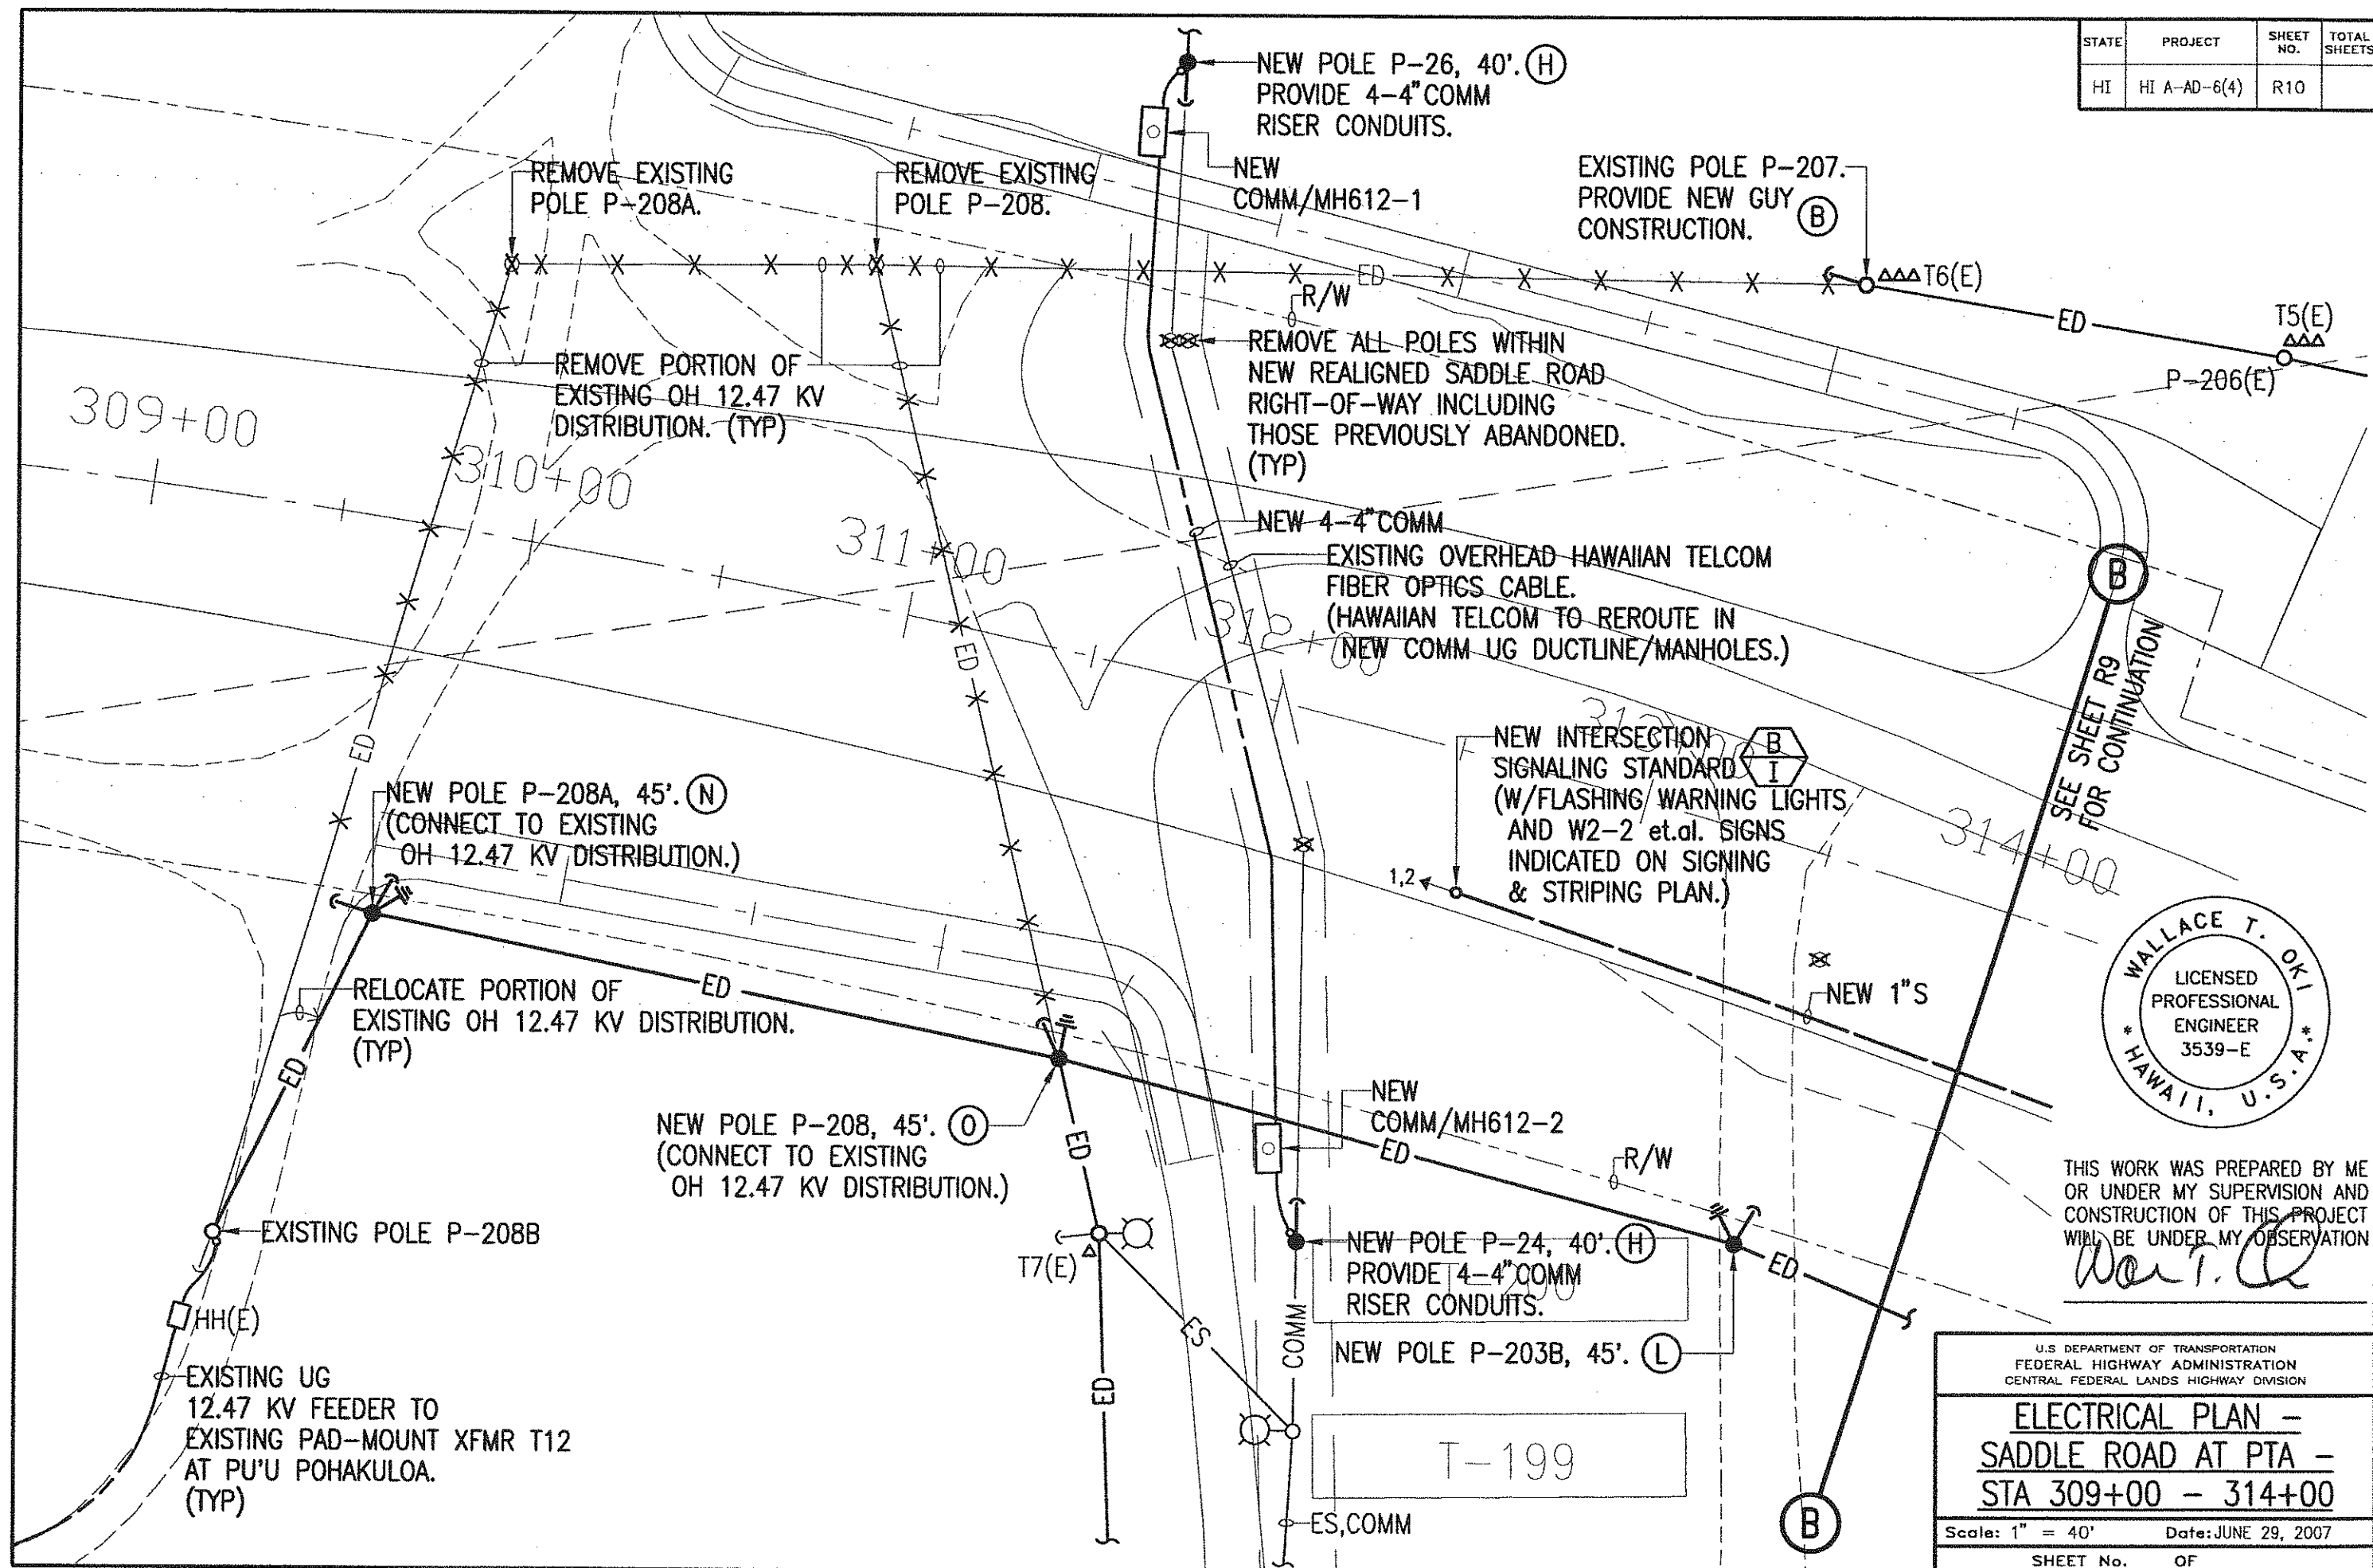 STATE PROJECT SHEET NO. TOTAL SHEETS
HI HI A-AD-6(4) R10
NEW POLE P-26, 40'. H
PROVIDE 4-4"COMM
RISER CONDUITS.
NEW
COMM/MH612-1
REMOVE EXISTING
POLE P-208A.
REMOVE EXISTING
POLE P-208.
EXISTING POLE P-207.
PROVIDE NEW GUY
CONSTRUCTION. B
T6(E)
ED
ED
T5(E)
P-206(E)
R/W
REMOVE PORTION OF
EXISTING OH 12.47 KV
DISTRIBUTION. (TYP)
REMOVE ALL POLES WITHIN
NEW REALIGNED SADDLE ROAD
RIGHT-OF-WAY INCLUDING
THOSE PREVIOUSLY ABANDONED.
(TYP)
309+00
310+00
311+00
312+00
314+00
NEW 4-4"COMM
EXISTING OVERHEAD HAWAIIAN TELCOM
FIBER OPTICS CABLE.
(HAWAIIAN TELCOM TO REROUTE IN
NEW COMM UG DUCTLINE/MANHOLES.)
B
SEE SHEET R9
FOR CONTINUATION
ED
ED
NEW INTERSECTION
SIGNALING STANDARD
B
I
(W/FLASHING WARNING LIGHTS
AND W2-2 et.al. SIGNS
INDICATED ON SIGNING
& STRIPING PLAN.)
1,2
NEW POLE P-208A, 45'. N
(CONNECT TO EXISTING
OH 12.47 KV DISTRIBUTION.)
NEW 1"S
RELOCATE PORTION OF
EXISTING OH 12.47 KV DISTRIBUTION.
(TYP)
ED
ED
WALLACE T. OKI
LICENSED
PROFESSIONAL
ENGINEER
3539-E
* HAWAII, U.S.A. *
NEW POLE P-208, 45'. O
(CONNECT TO EXISTING
OH 12.47 KV DISTRIBUTION.)
ED
NEW
COMM/MH612-2
ED
R/W
THIS WORK WAS PREPARED BY ME
OR UNDER MY SUPERVISION AND
CONSTRUCTION OF THIS PROJECT
WILL BE UNDER MY OBSERVATION
EXISTING POLE P-208B
T7(E)
HH(E)
NEW POLE P-24, 40'. H
PROVIDE 4-4"COMM
RISER CONDUITS.
ED
NEW POLE P-203B, 45'. L
ES
COMM
ED
EXISTING UG
12.47 KV FEEDER TO
EXISTING PAD-MOUNT XFMR T12
AT PU'U POHAKULOA.
(TYP)
T-199
ES,COMM
B
U.S DEPARTMENT OF TRANSPORTATION
FEDERAL HIGHWAY ADMINISTRATION
CENTRAL FEDERAL LANDS HIGHWAY DIVISION
ELECTRICAL PLAN -
SADDLE ROAD AT PTA -
STA 309+00 - 314+00
Scale: 1" = 40' Date: JUNE 29, 2007
SHEET No. OF